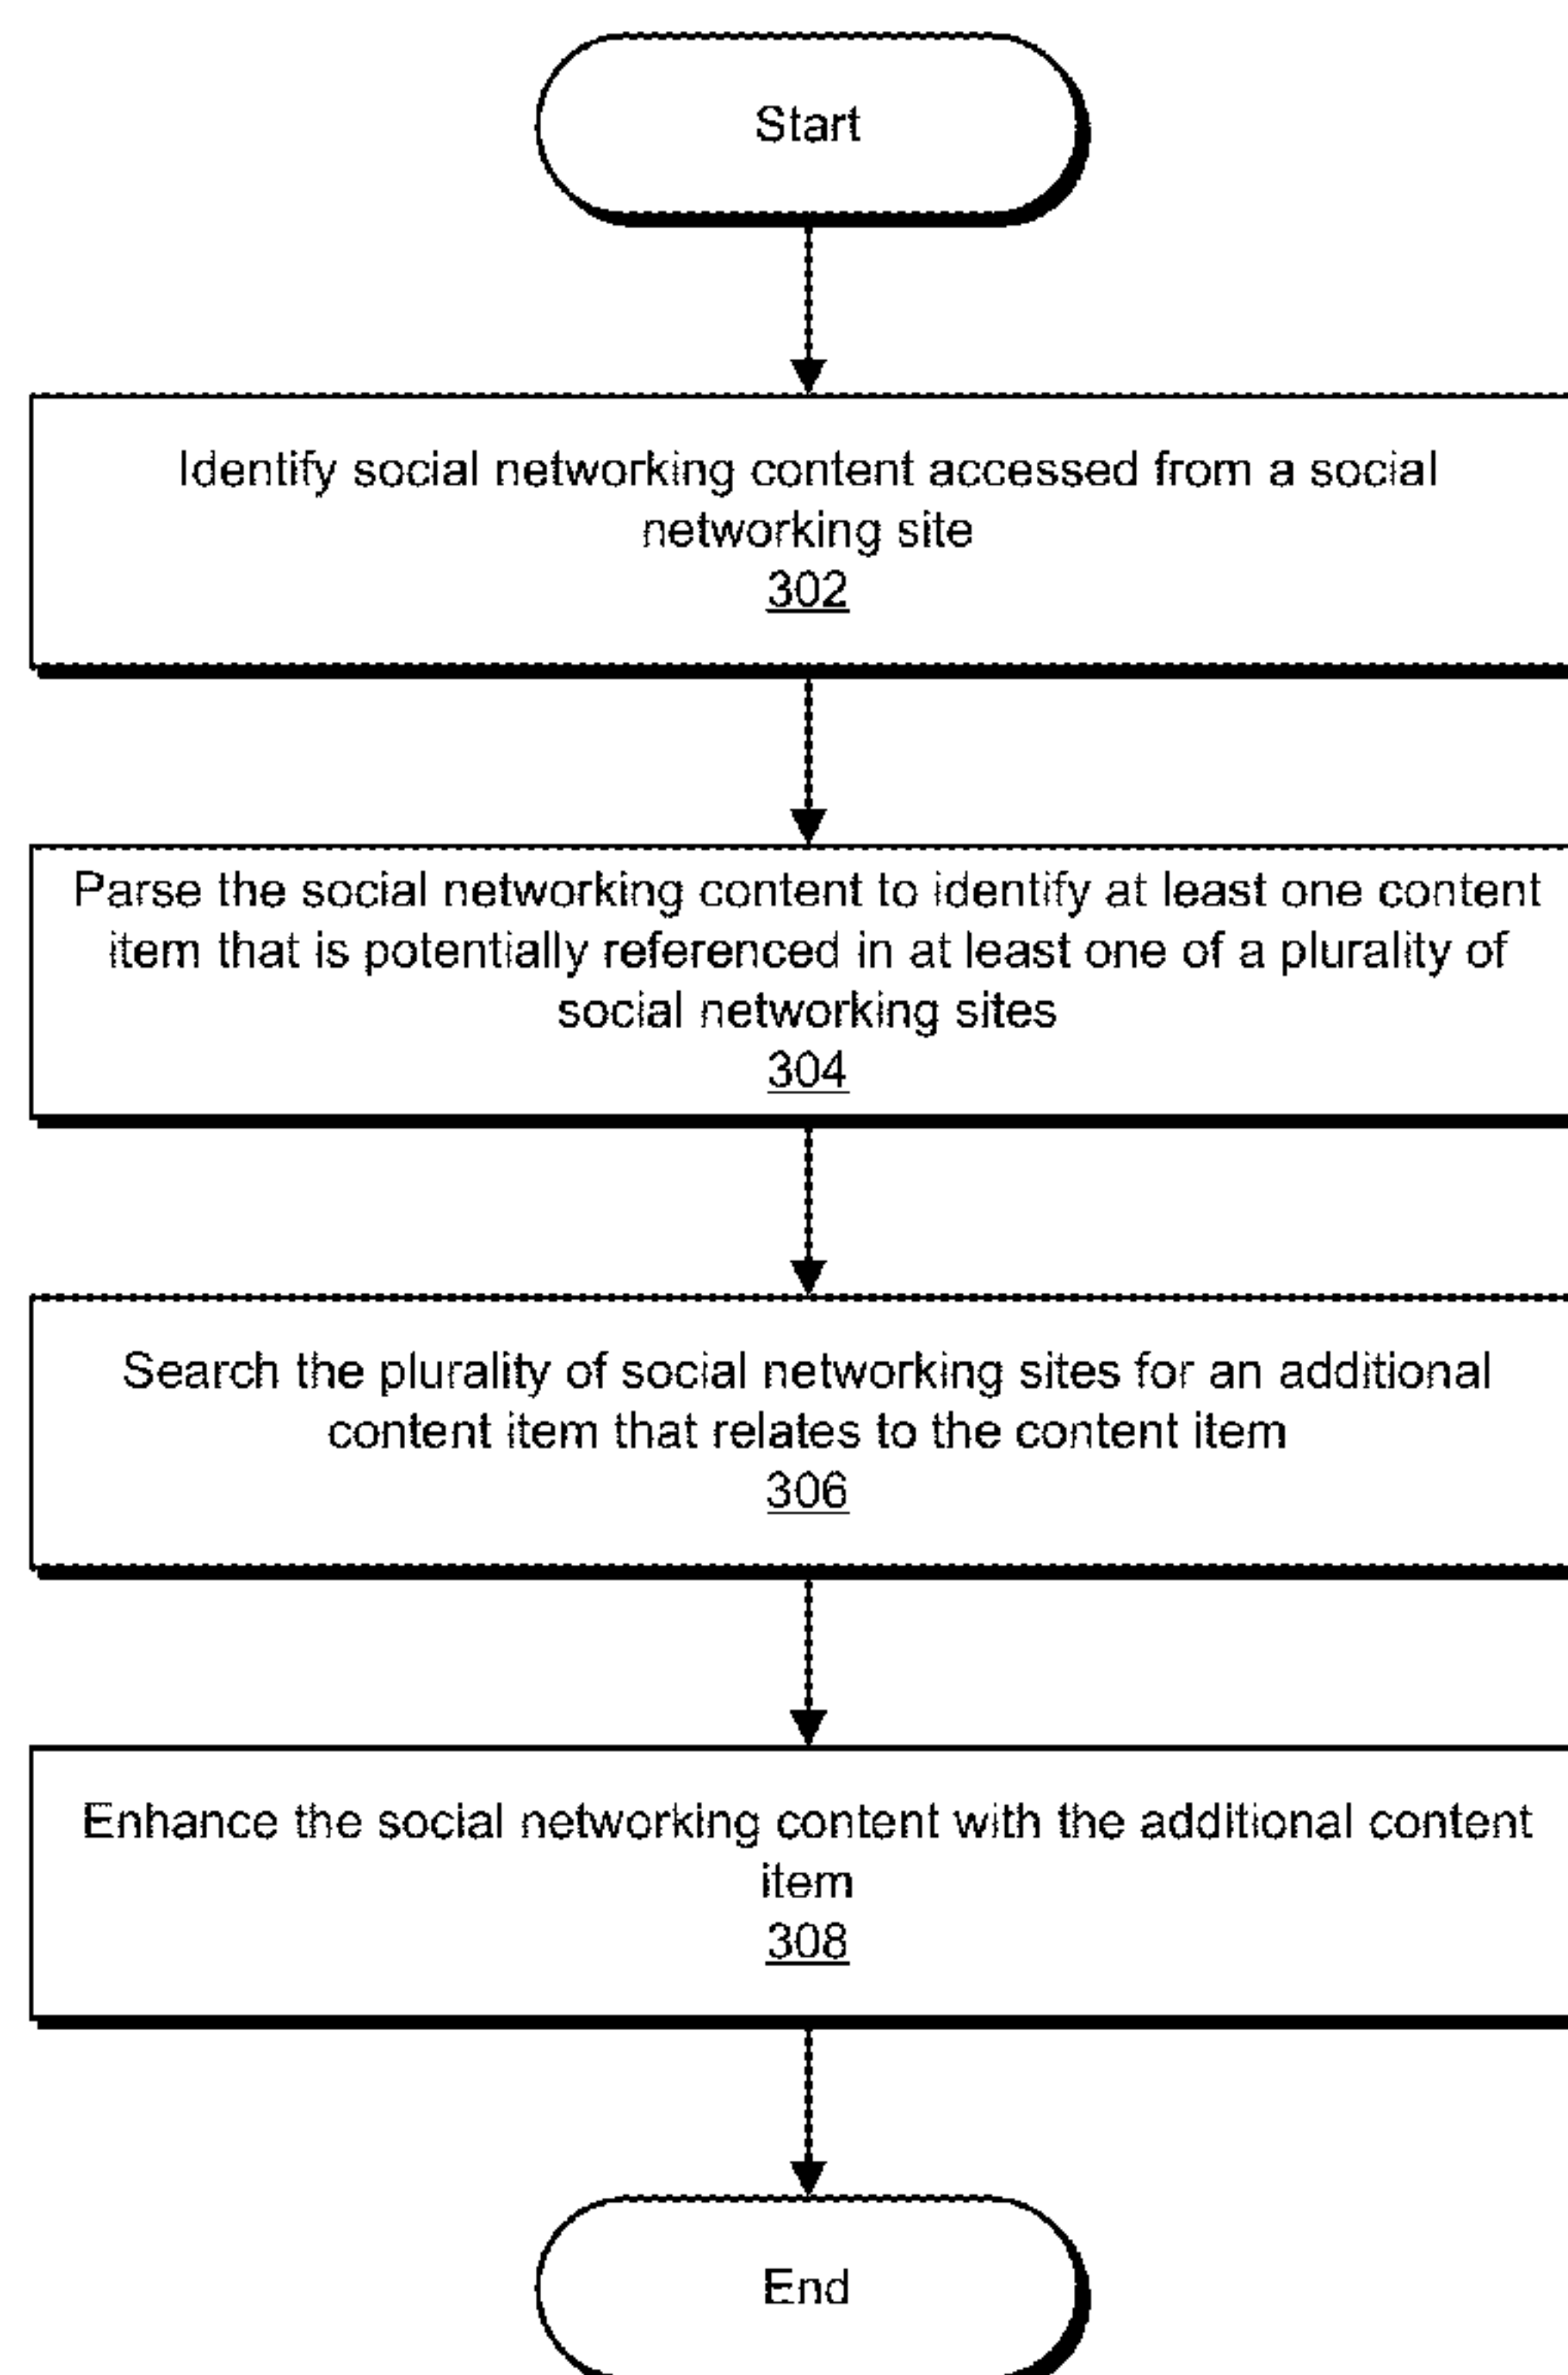 Start
Identify social networking content accessed from a social
networking site
302
Parse the social networking content to identify at least one content
item that is potentially referenced in at least one of a plurality of
social networking sites
304
Search the plurality of social networking sites for an additional
content item that relates to the content item
306
Enhance the social networking content with the additional content
item
308
End